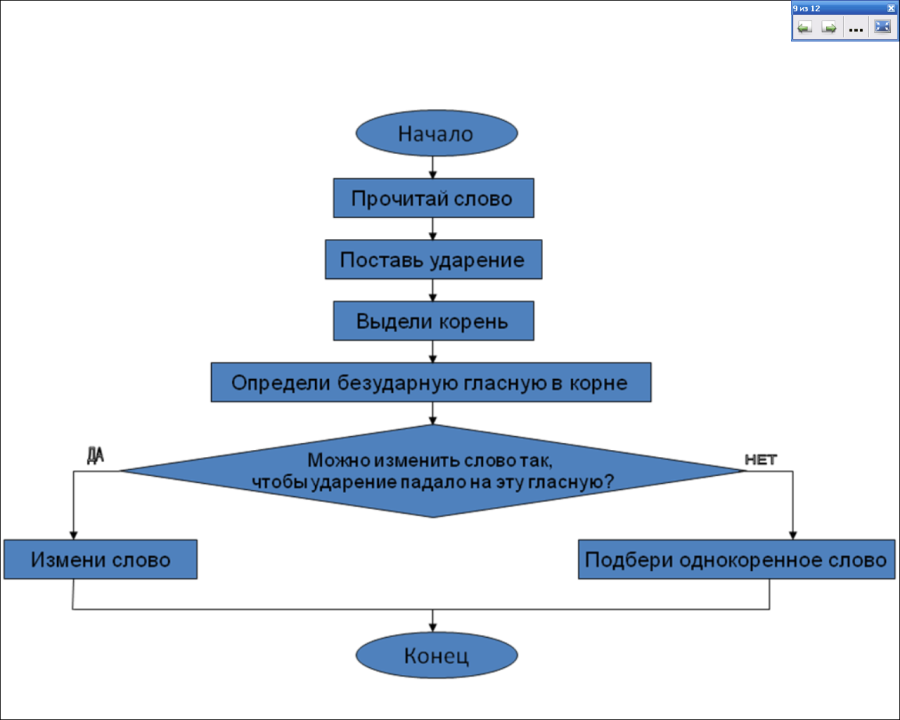 9 из 12
Начало
Прочитай слово
Поставь ударение
Выдели корень
Определи безударную гласную в корне
Можно изменить слово так,
чтобы ударение падало на эту гласную?
ДА
НЕТ
Измени слово
Подбери однокоренное слово
Конец